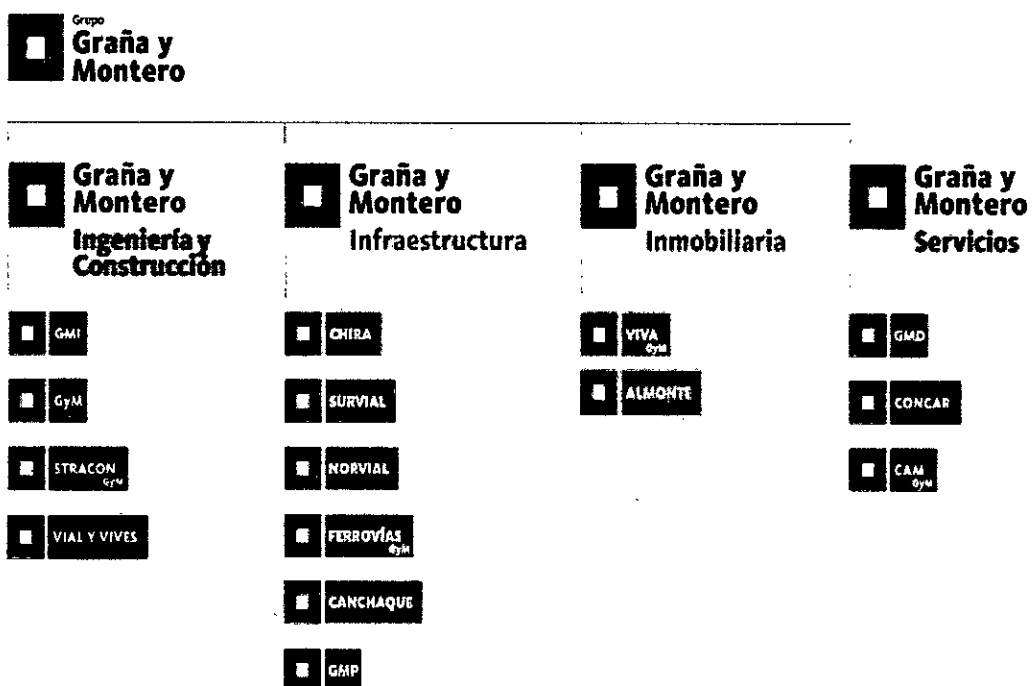 Grupo
Graña y
Montero
Graña y
Montero
Ingeniería y
Construcción
GMI
GyM
STRACON
GyM
VIAL Y VIVES
Graña y
Montero
Infraestructura
CHIRA
SURVIAL
NORVIAL
FERROVÍAS
GyM
CANCHAQUE
GMP
Graña y
Montero
Inmobiliaria
VIVA
GyM
ALMONTE
Graña y
Montero
Servicios
GMD
CONCAR
CAM
GyM